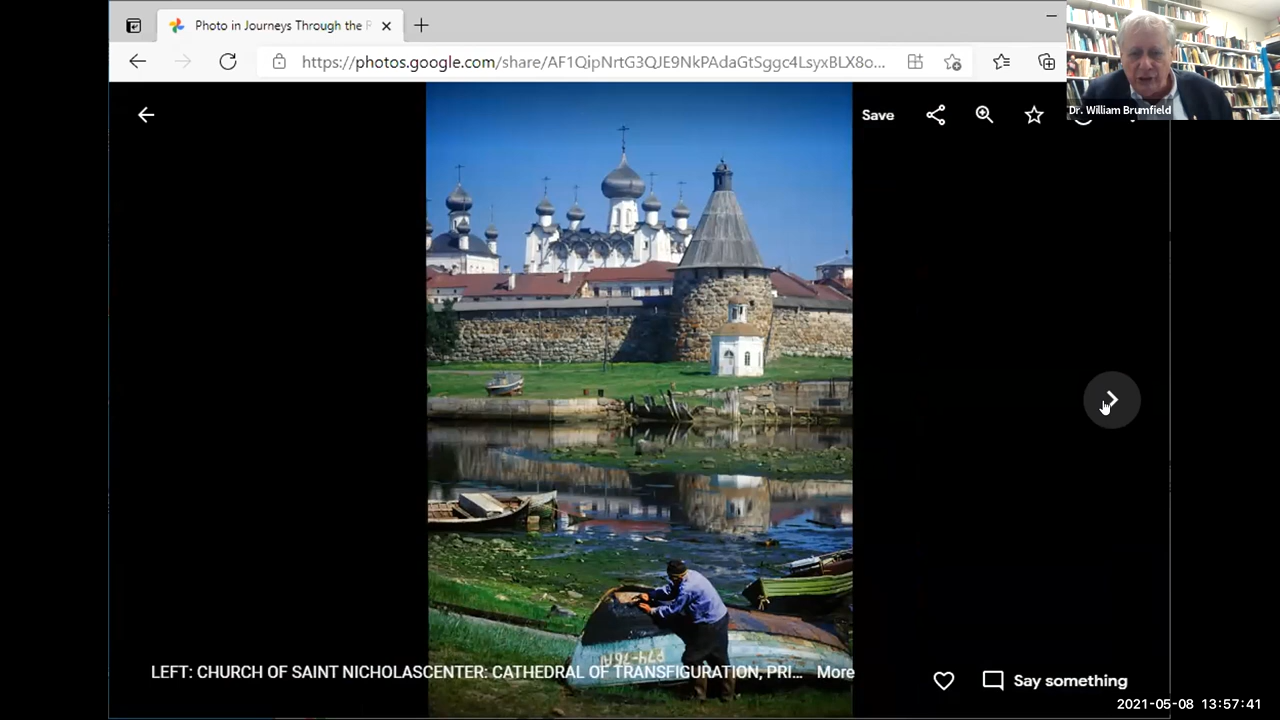 Photo in Journeys Through the R
https://photos.google.com/share/AF1QipNrtG3QJE9NkPAdaGtSggc4LsyxBLX8o...
Dr. William Brumfield
Save
LEFT: CHURCH OF SAINT NICHOLASCENTER: CATHEDRAL OF TRANSFIGURATION, PRI... More
Say something
2021-05-08 13:57:41